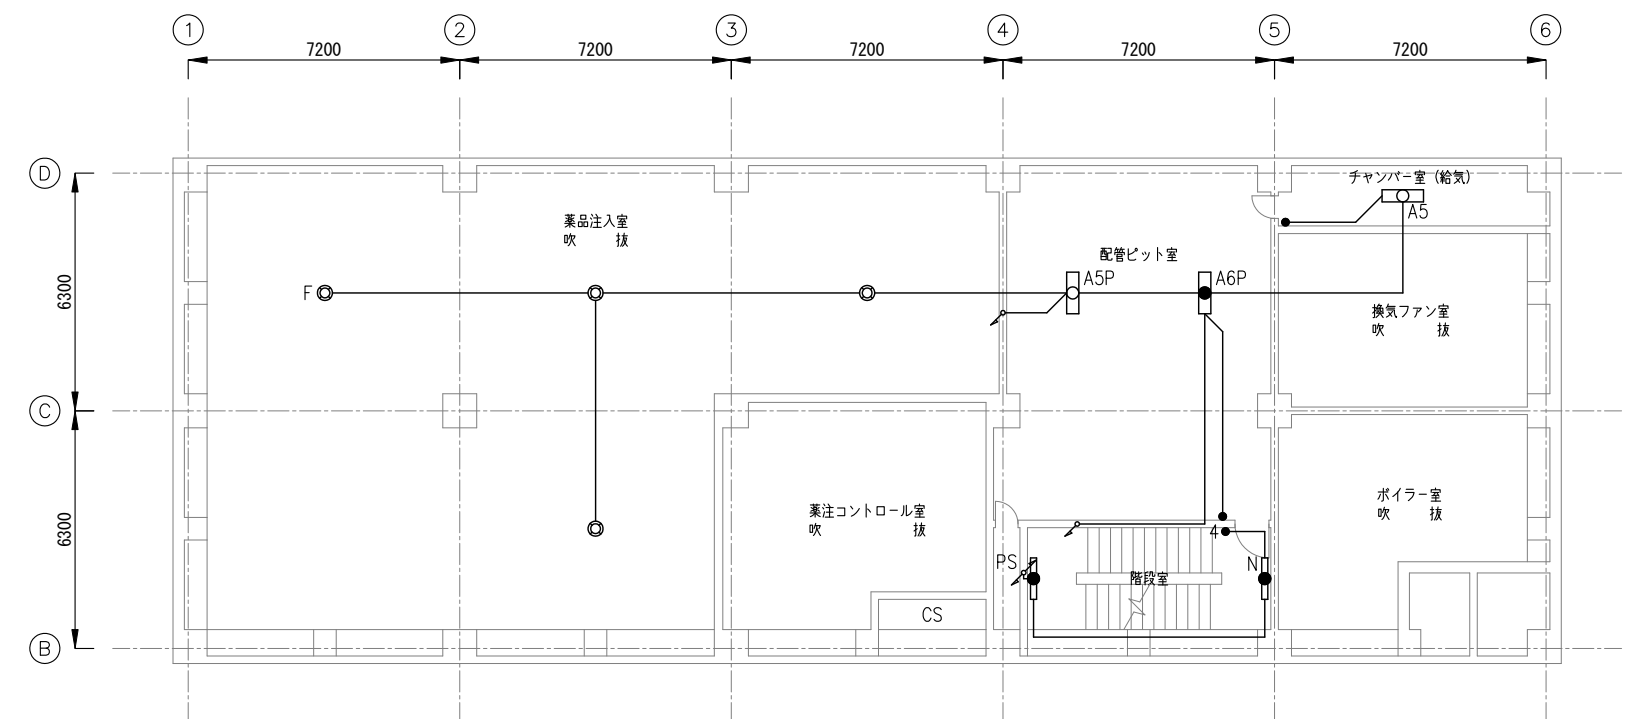 1 2 3 4 5 6
7200 7200 7200 7200 7200
D
チャンバー室（給気）
A5
薬品注入室
吹 抜
配管ピット室
A5P A6P
F
6300
換気ファン室
吹 抜
C
ボイラー室
吹 抜
薬注コントロール室
吹 抜
6300
4
PS
N
階段室
CS
B